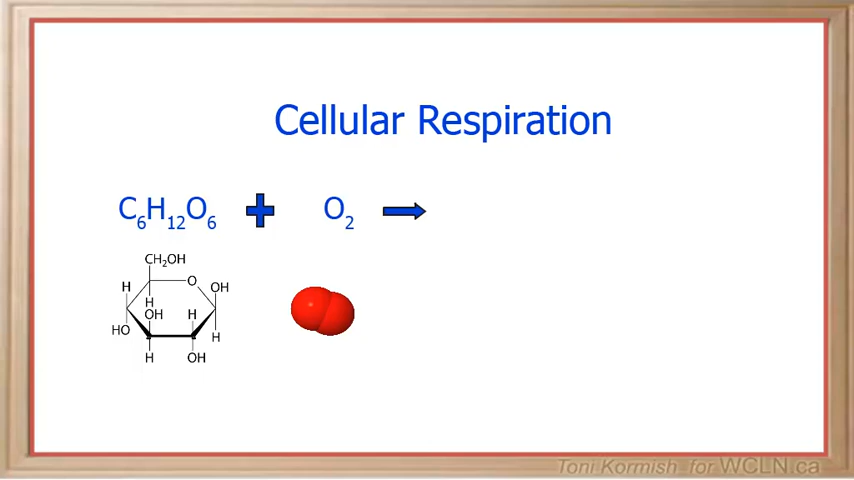 Cellular Respiration
C₆H₁₂O₆ + O₂ →
CH₂OH
H O OH
H
OH H
HO H
H OH
Toni Kormish for WCLN.ca